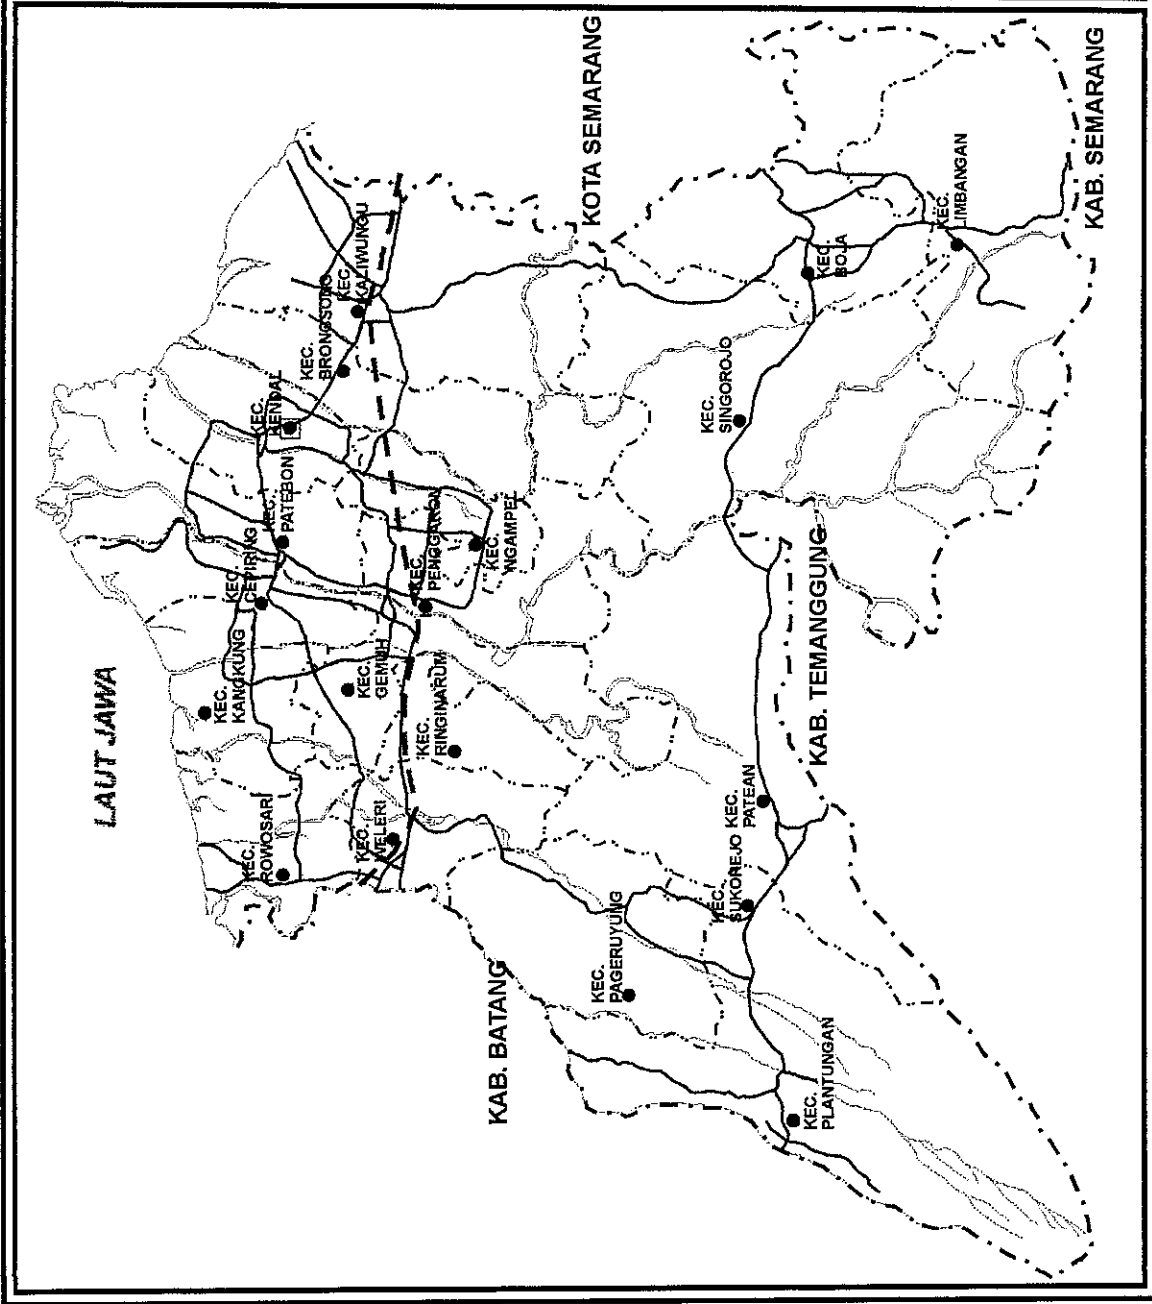 LAUT JAWA
KEC.
ROWOSARI
KEC.
KANGKUNG
KEC.
CEPIRING
KEC.
PATEBON
KEC.
KENDAL
KEC.
BRONGSONG
KEC.
KALIWUNGU
KEC.
WELERI
KEC.
GEMUH
KEC.
RINGINARUM
KEC.
PENGGARON
KEC.
NGAMPEL
KOTA SEMARANG
KAB. BATANG
KEC.
PAGERUYUNG
KEC.
SUKOREJO
KEC.
PATEAN
KEC.
SINGOROJO
KEC.
BOJA
KEC.
PLANTUNGAN
KAB. TEMANGGUNG
KEC.
LIMBANGAN
KAB. SEMARANG